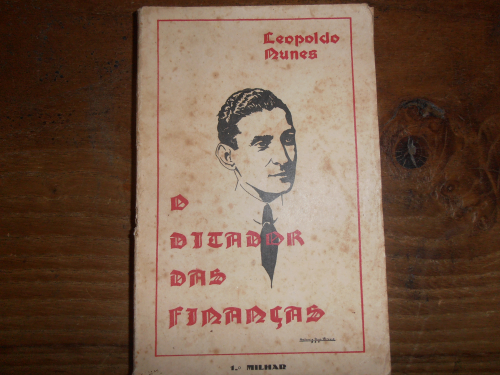 Leopoldo
Nunes
O
DITADOR
DAS
FINANÇAS
1.º MILHAR